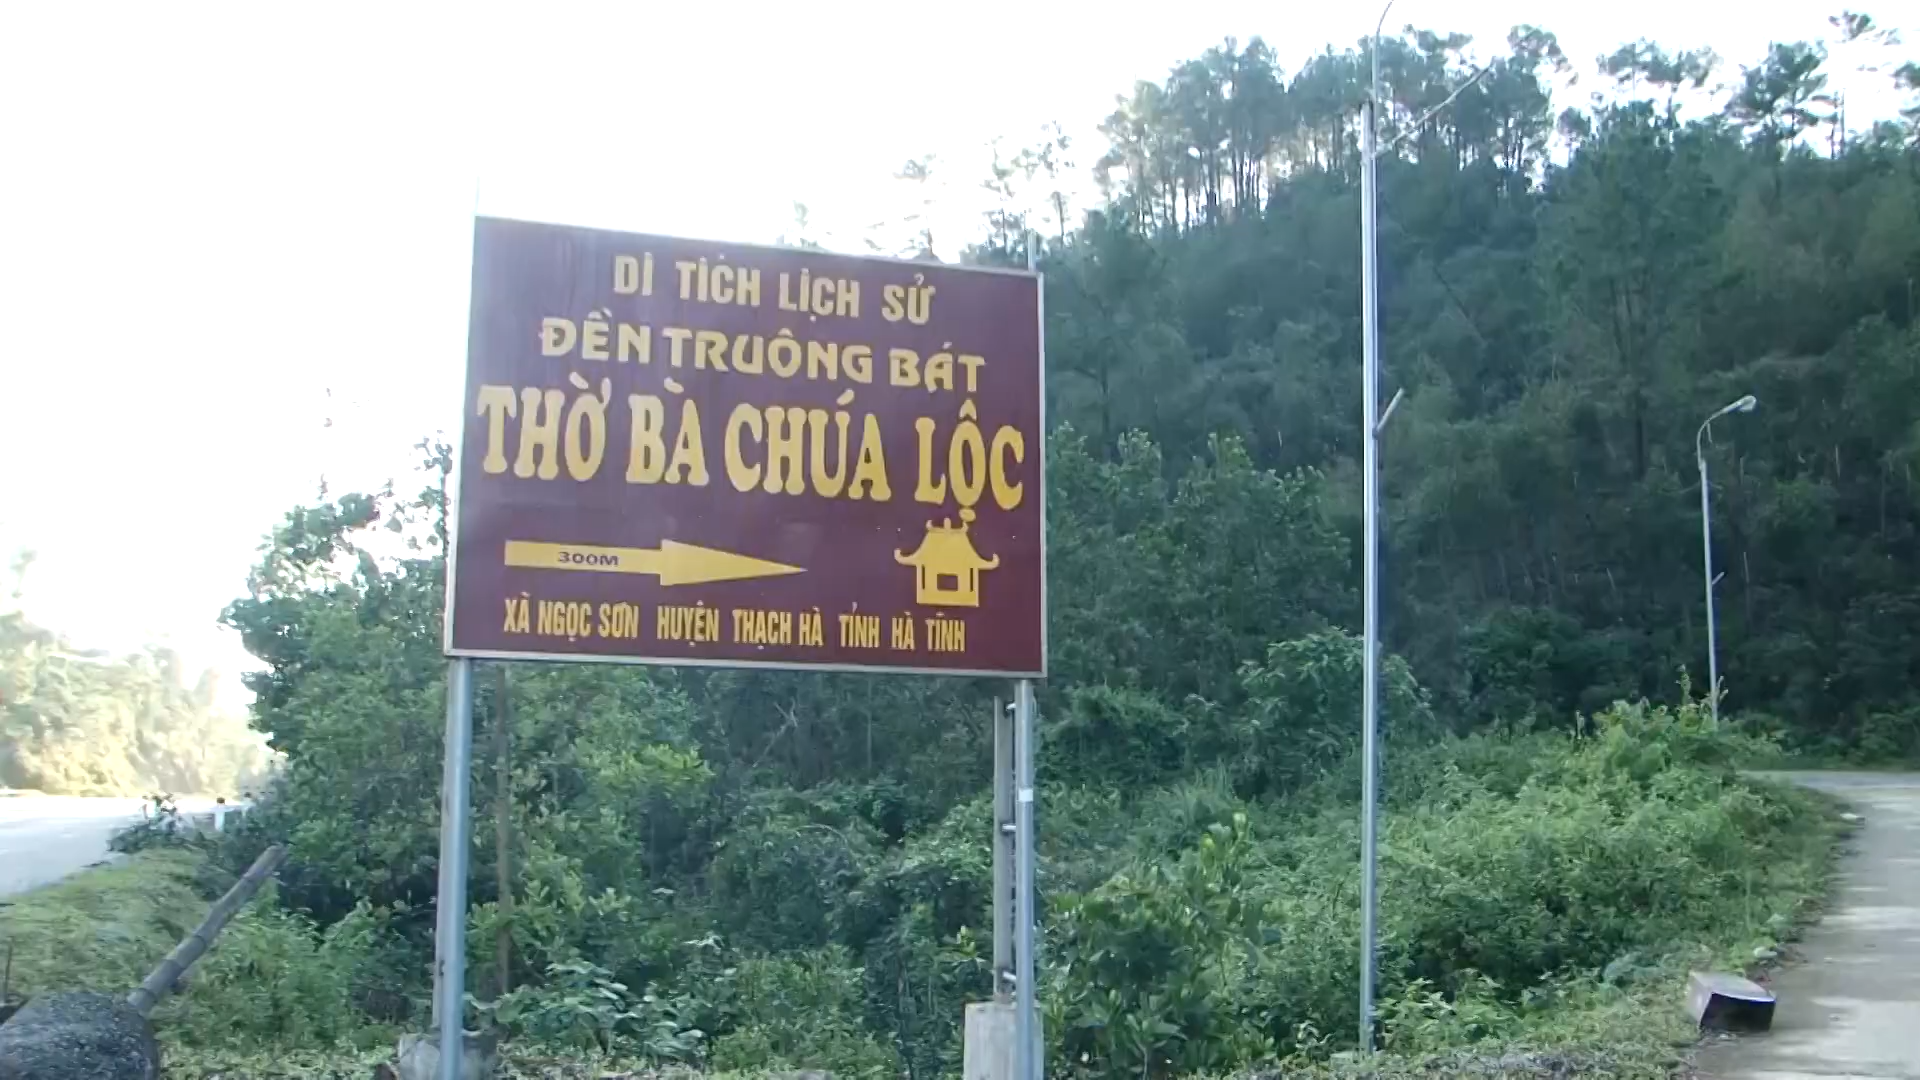 DI TÍCH LỊCH SỬ
ĐỀN TRUÔNG BÁT
THỜ BÀ CHÚA LỘC
300M
XÃ NGỌC SƠN HUYỆN THẠCH HÀ TỈNH HÀ TĨNH